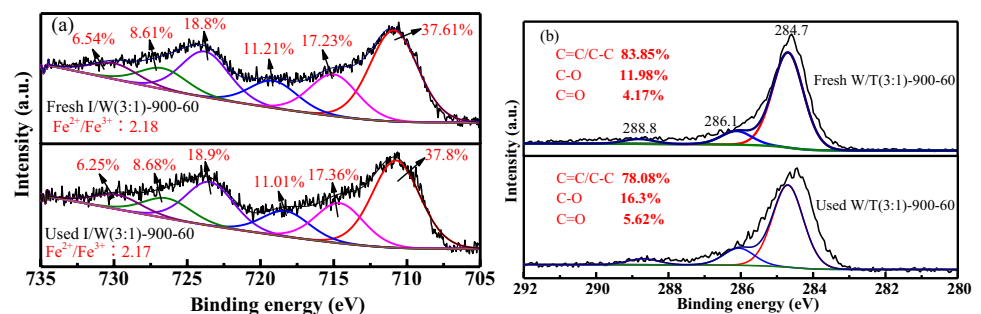 (a)
6.54%
8.61%
18.8%
11.21%
17.23%
37.61%
Fresh I/W(3:1)-900-60
Fe²⁺/Fe³⁺：2.18
6.25%
8.68%
18.9%
11.01%
17.36%
37.8%
Used I/W(3:1)-900-60
Fe²⁺/Fe³⁺：2.17
Intensity (a.u.)
735 730 725 720 715 710 705
Binding energy (eV)
(b)
284.7
C=C/C-C 83.85%
C-O 11.98%
C=O 4.17%
Fresh W/T(3:1)-900-60
288.8
286.1
C=C/C-C 78.08%
C-O 16.3%
C=O 5.62%
Used W/T(3:1)-900-60
Intensity (a.u.)
292 290 288 286 284 282 280
Binding energy (eV)